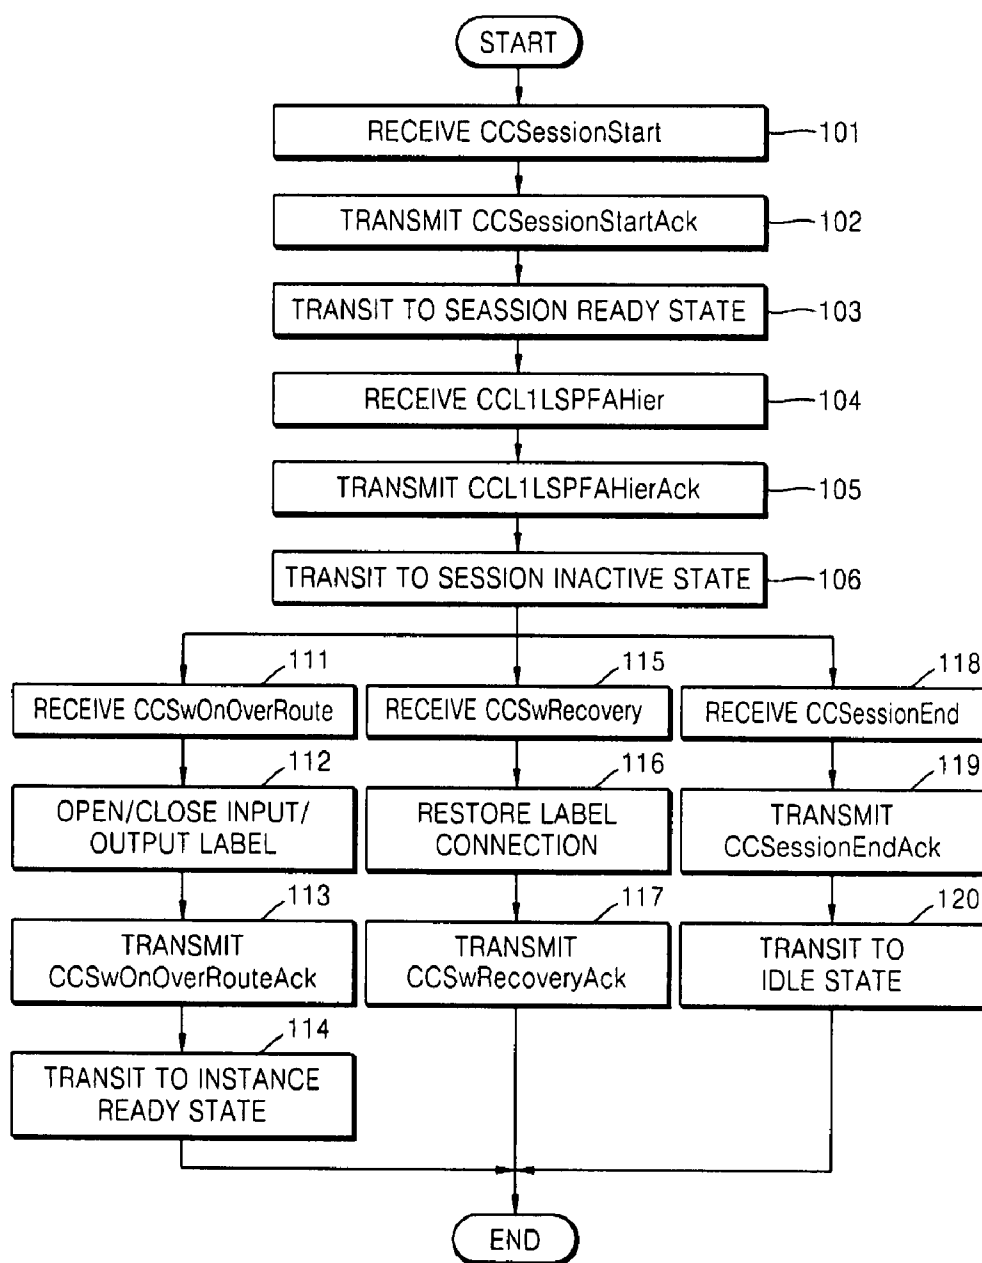 START
RECEIVE CCSessionStart
101
TRANSMIT CCSessionStartAck
102
TRANSIT TO SEASSION READY STATE
103
RECEIVE CCL1LSPFAHier
104
TRANSMIT CCL1LSPFAHierAck
105
TRANSIT TO SESSION INACTIVE STATE
106
111
RECEIVE CCSwOnOverRoute
112
OPEN/CLOSE INPUT/
OUTPUT LABEL
113
TRANSMIT
CCSwOnOverRouteAck
114
TRANSIT TO INSTANCE
READY STATE
115
RECEIVE CCSwRecovery
116
RESTORE LABEL
CONNECTION
117
TRANSMIT
CCSwRecoveryAck
118
RECEIVE CCSessionEnd
119
TRANSMIT
CCSessionEndAck
120
TRANSIT TO
IDLE STATE
END